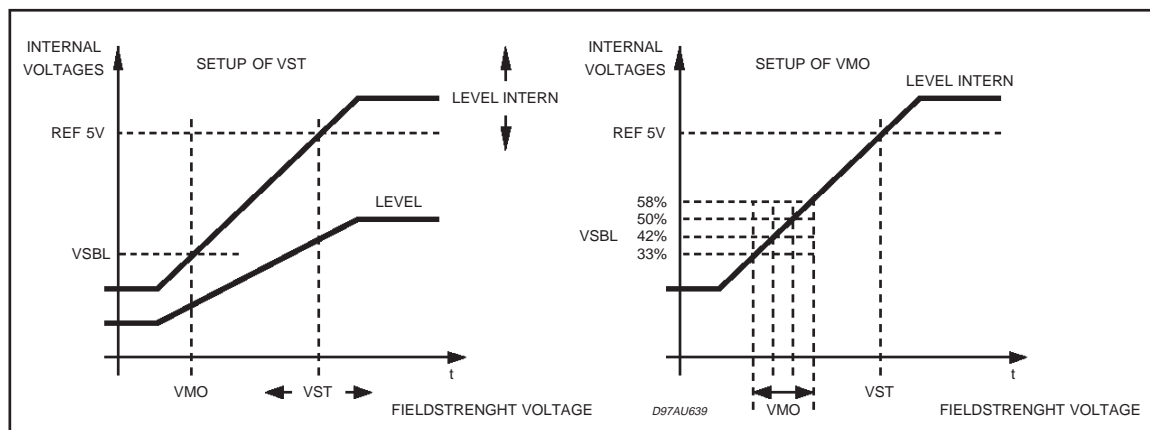 INTERNAL
VOLTAGES
SETUP OF VST
LEVEL INTERN
REF 5V
LEVEL
VSBL
t
VMO
VST
FIELDSTRENGHT VOLTAGE
INTERNAL
VOLTAGES
SETUP OF VMO
LEVEL INTERN
REF 5V
58%
50%
VSBL 42%
33%
t
D97AU639
VMO
VST
FIELDSTRENGHT VOLTAGE